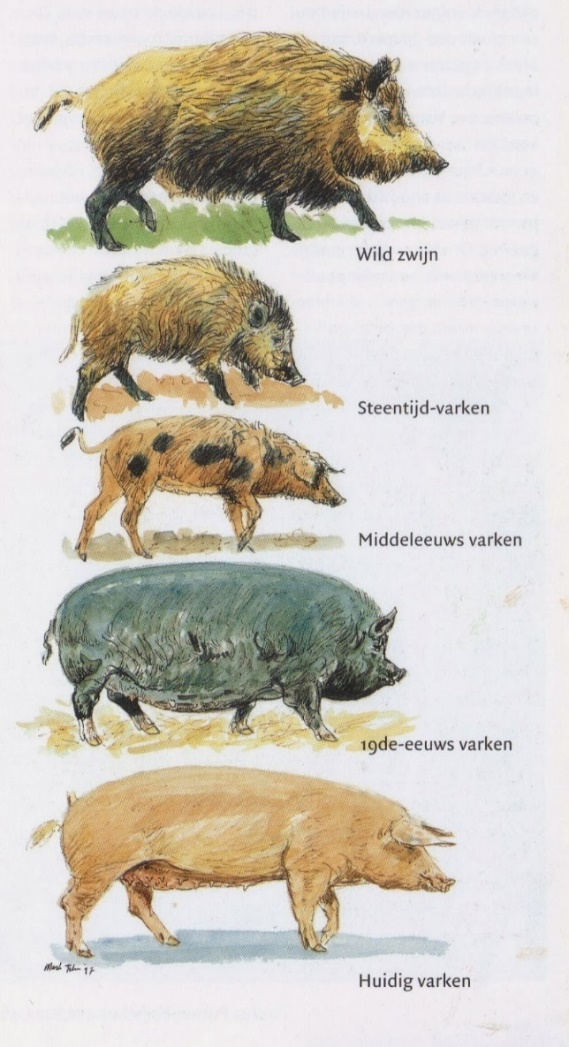 Wild zwijn
Steentijd-varken
Middeleeuws varken
19de-eeuws varken
Huidig varken